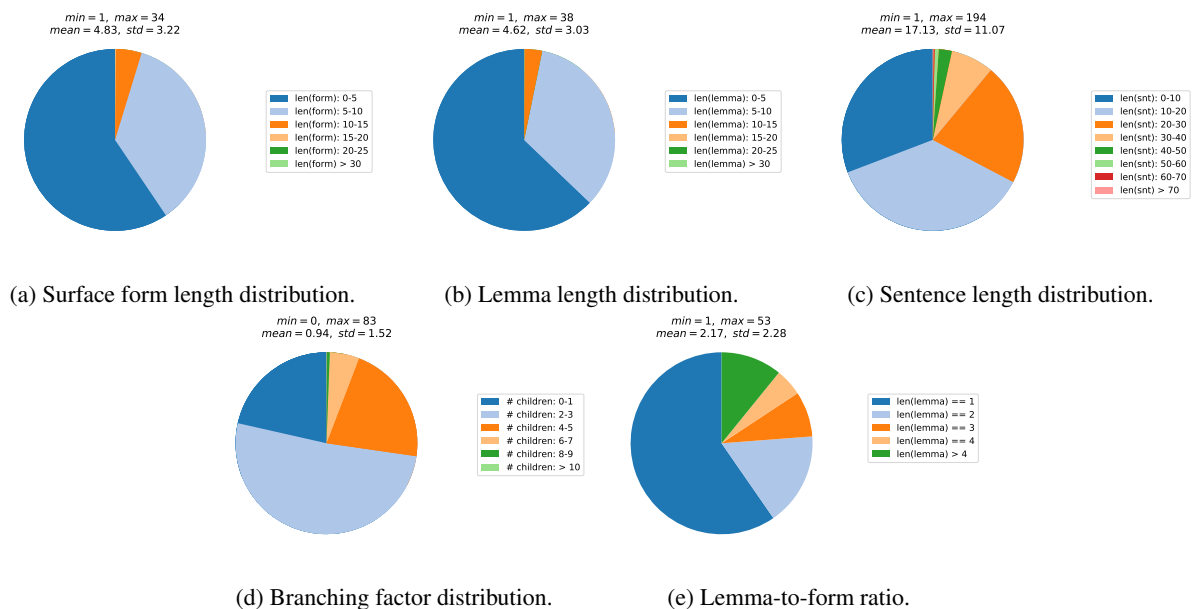 min = 1, max = 34
mean = 4.83, std = 3.22
len(form): 0-5
len(form): 5-10
len(form): 10-15
len(form): 15-20
len(form): 20-25
len(form) > 30
(a) Surface form length distribution.
min = 1, max = 38
mean = 4.62, std = 3.03
len(lemma): 0-5
len(lemma): 5-10
len(lemma): 10-15
len(lemma): 15-20
len(lemma): 20-25
len(lemma) > 30
(b) Lemma length distribution.
min = 1, max = 194
mean = 17.13, std = 11.07
len(snt): 0-10
len(snt): 10-20
len(snt): 20-30
len(snt): 30-40
len(snt): 40-50
len(snt): 50-60
len(snt): 60-70
len(snt) > 70
(c) Sentence length distribution.
min = 0, max = 83
mean = 0.94, std = 1.52
# children: 0-1
# children: 2-3
# children: 4-5
# children: 6-7
# children: 8-9
# children: > 10
(d) Branching factor distribution.
min = 1, max = 53
mean = 2.17, std = 2.28
len(lemma) == 1
len(lemma) == 2
len(lemma) == 3
len(lemma) == 4
len(lemma) > 4
(e) Lemma-to-form ratio.